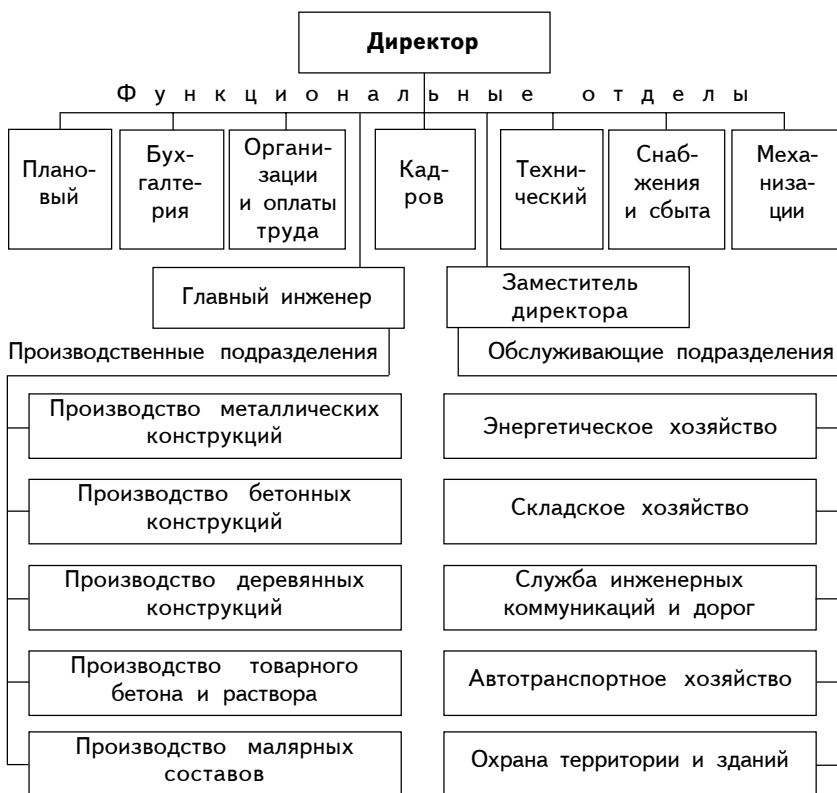 Директор
Функциональные отделы
Плано-
вый
Бух-
галте-
рия
Органи-
зации
и оплаты
труда
Кад-
ров
Техни-
ческий
Снаб-
жения
и сбыта
Меха-
низа-
ции
Главный инженер
Заместитель
директора
Производственные подразделения
Обслуживающие подразделения
Производство металлических
конструкций
Энергетическое хозяйство
Производство бетонных
конструкций
Складское хозяйство
Производство деревянных
конструкций
Служба инженерных
коммуникаций и дорог
Производство товарного
бетона и раствора
Автотранспортное хозяйство
Производство малярных
составов
Охрана территории и зданий